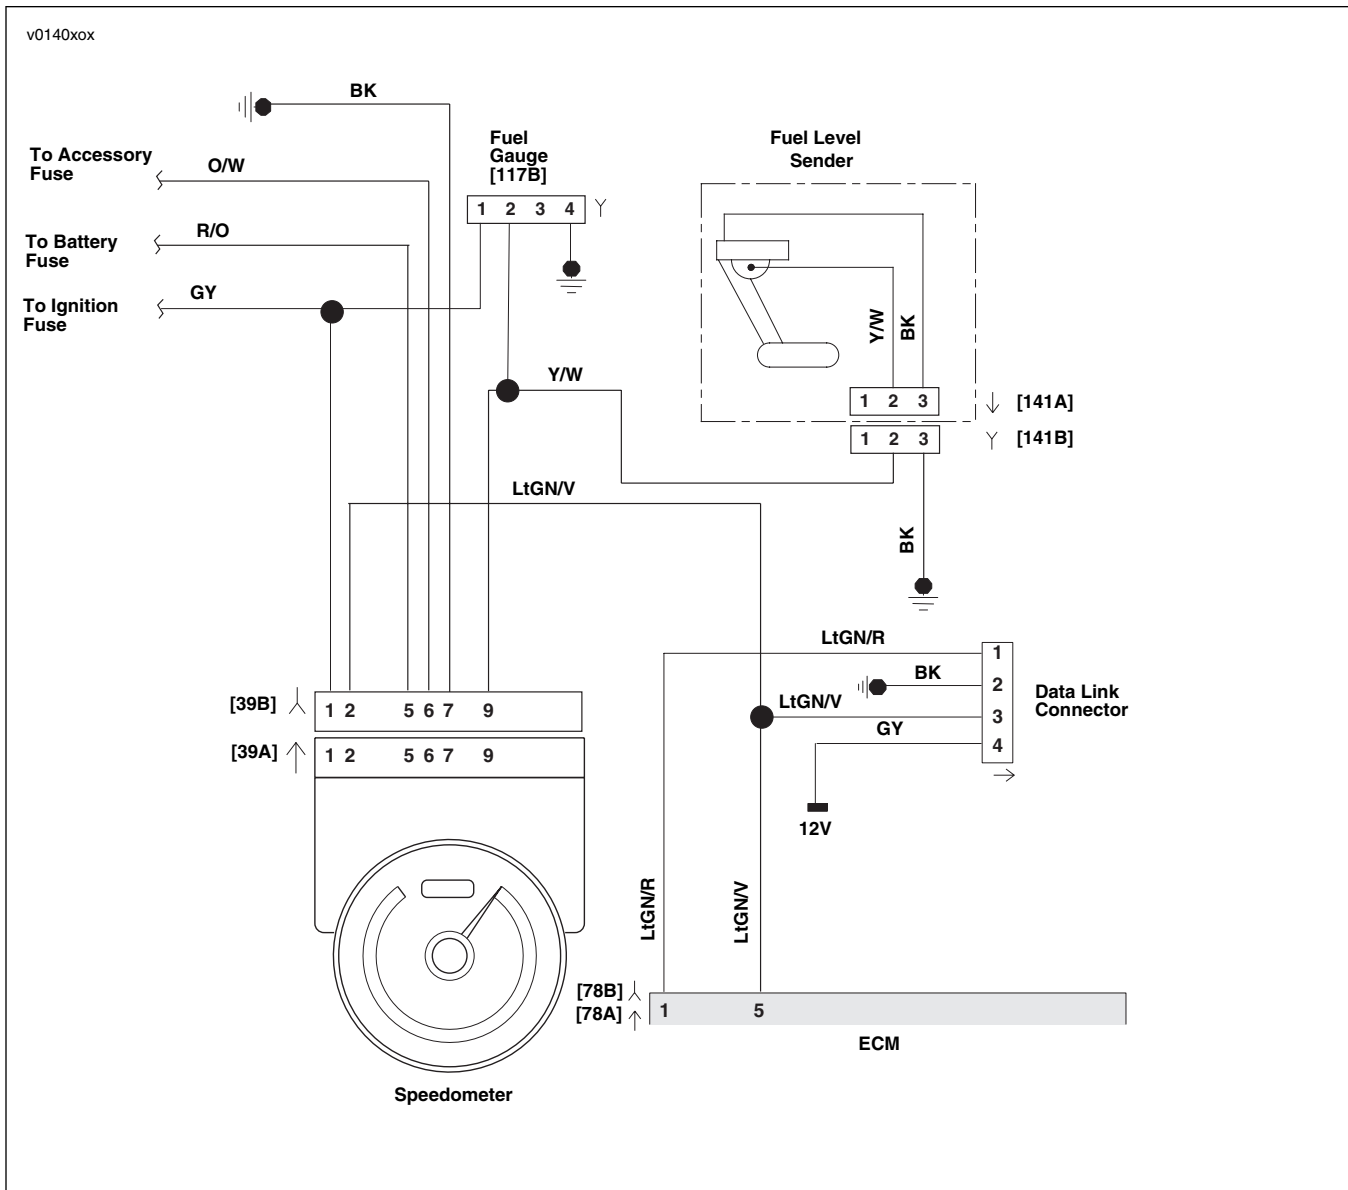 v0140xox
BK
To Accessory
Fuse
O/W
Fuel
Gauge
[117B]
Fuel Level
Sender
1 2 3 4
R/O
To Battery
Fuse
GY
To Ignition
Fuse
Y/W
BK
Y/W
1 2 3
[141A]
1 2 3
[141B]
LtGN/V
BK
LtGN/R
1
BK
2
LtGN/V
3
GY
4
Data Link
Connector
12V
[39B]
1 2 5 6 7 9
[39A]
1 2 5 6 7 9
LtGN/R
LtGN/V
[78B]
[78A]
1 5
ECM
Speedometer